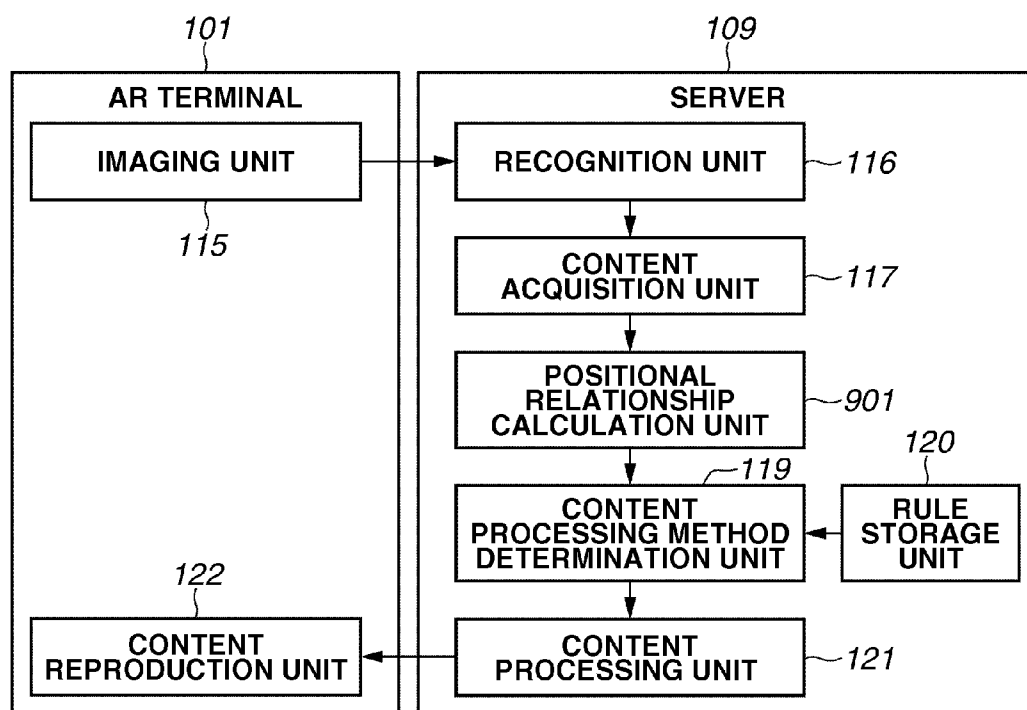 101
109
AR TERMINAL
SERVER
IMAGING UNIT
115
RECOGNITION UNIT
116
CONTENT
ACQUISITION UNIT
117
POSITIONAL
RELATIONSHIP
CALCULATION UNIT
901
119
CONTENT
PROCESSING METHOD
DETERMINATION UNIT
120
RULE
STORAGE
UNIT
122
CONTENT
REPRODUCTION UNIT
CONTENT
PROCESSING UNIT
121